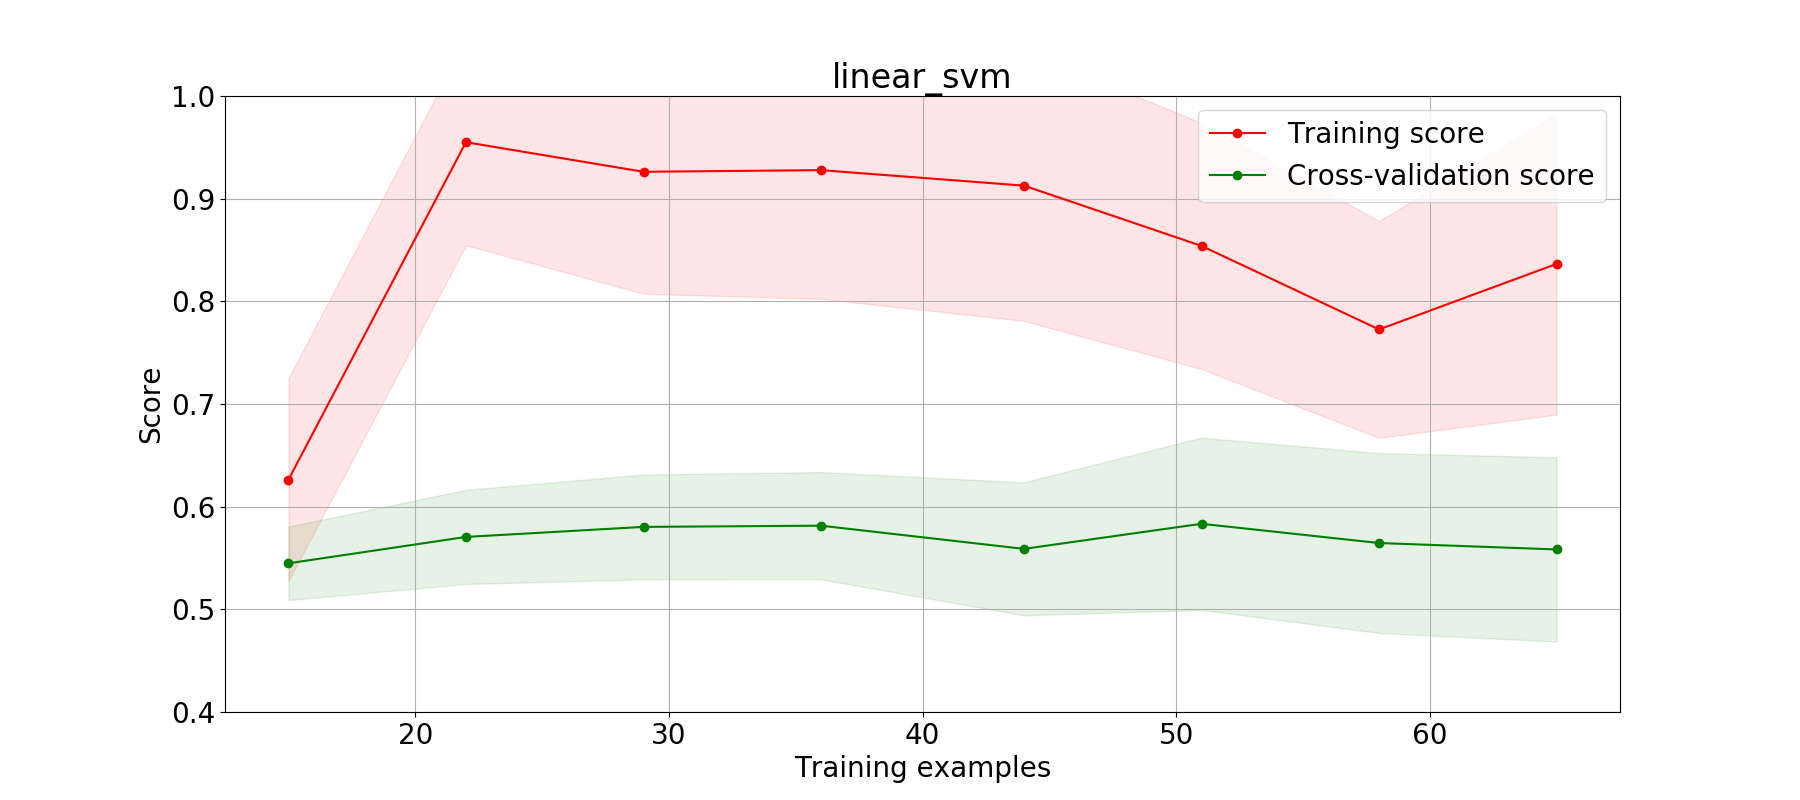 linear_svm
1.0
0.9
0.8
0.7
0.6
0.5
0.4
Score
Training score
Cross-validation score
20 30 40 50 60
Training examples